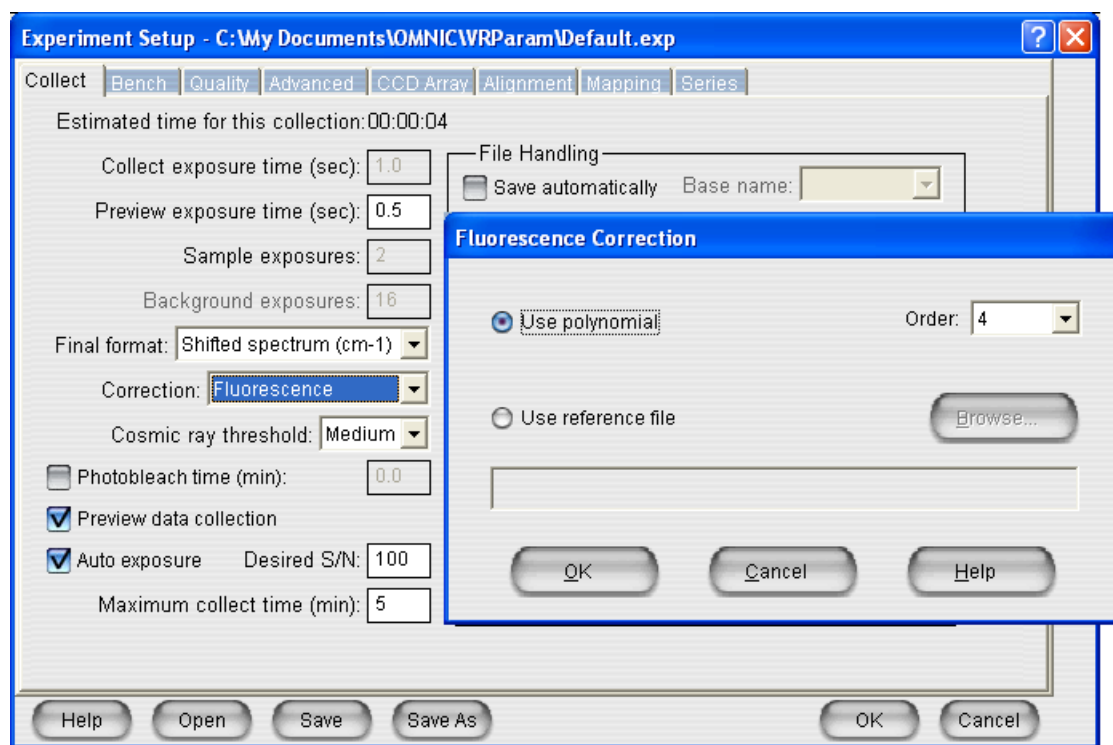 Experiment Setup - C:\My Documents\OMNIC\VRParam\Default.exp
Collect Bench Quality Advanced CCD Array Alignment Mapping Series
Estimated time for this collection:00:00:04
Collect exposure time (sec): 1.0
Preview exposure time (sec): 0.5
Sample exposures: 2
Background exposures: 16
Final format: Shifted spectrum (cm-1)
Correction: Fluorescence
Cosmic ray threshold: Medium
Photobleach time (min): 0.0
Preview data collection
Auto exposure Desired S/N: 100
Maximum collect time (min): 5
File Handling
Save automatically Base name:
Fluorescence Correction
Use polynomial Order: 4
Use reference file Browse...
OK Cancel Help
Help Open Save Save As OK Cancel